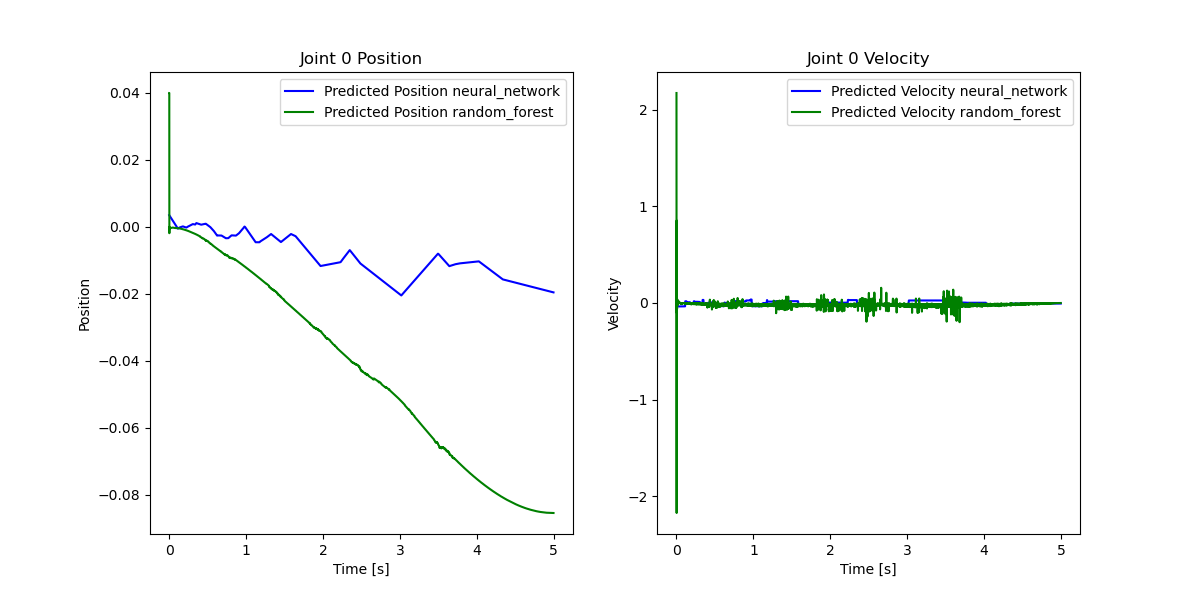 Joint 0 Position
Predicted Position neural_network
Predicted Position random_forest
0.04
0.02
0.00
−0.02
−0.04
−0.06
−0.08
Position
0
1
2
3
4
5
Time [s]
Joint 0 Velocity
Predicted Velocity neural_network
Predicted Velocity random_forest
2
1
0
−1
−2
Velocity
0
1
2
3
4
5
Time [s]